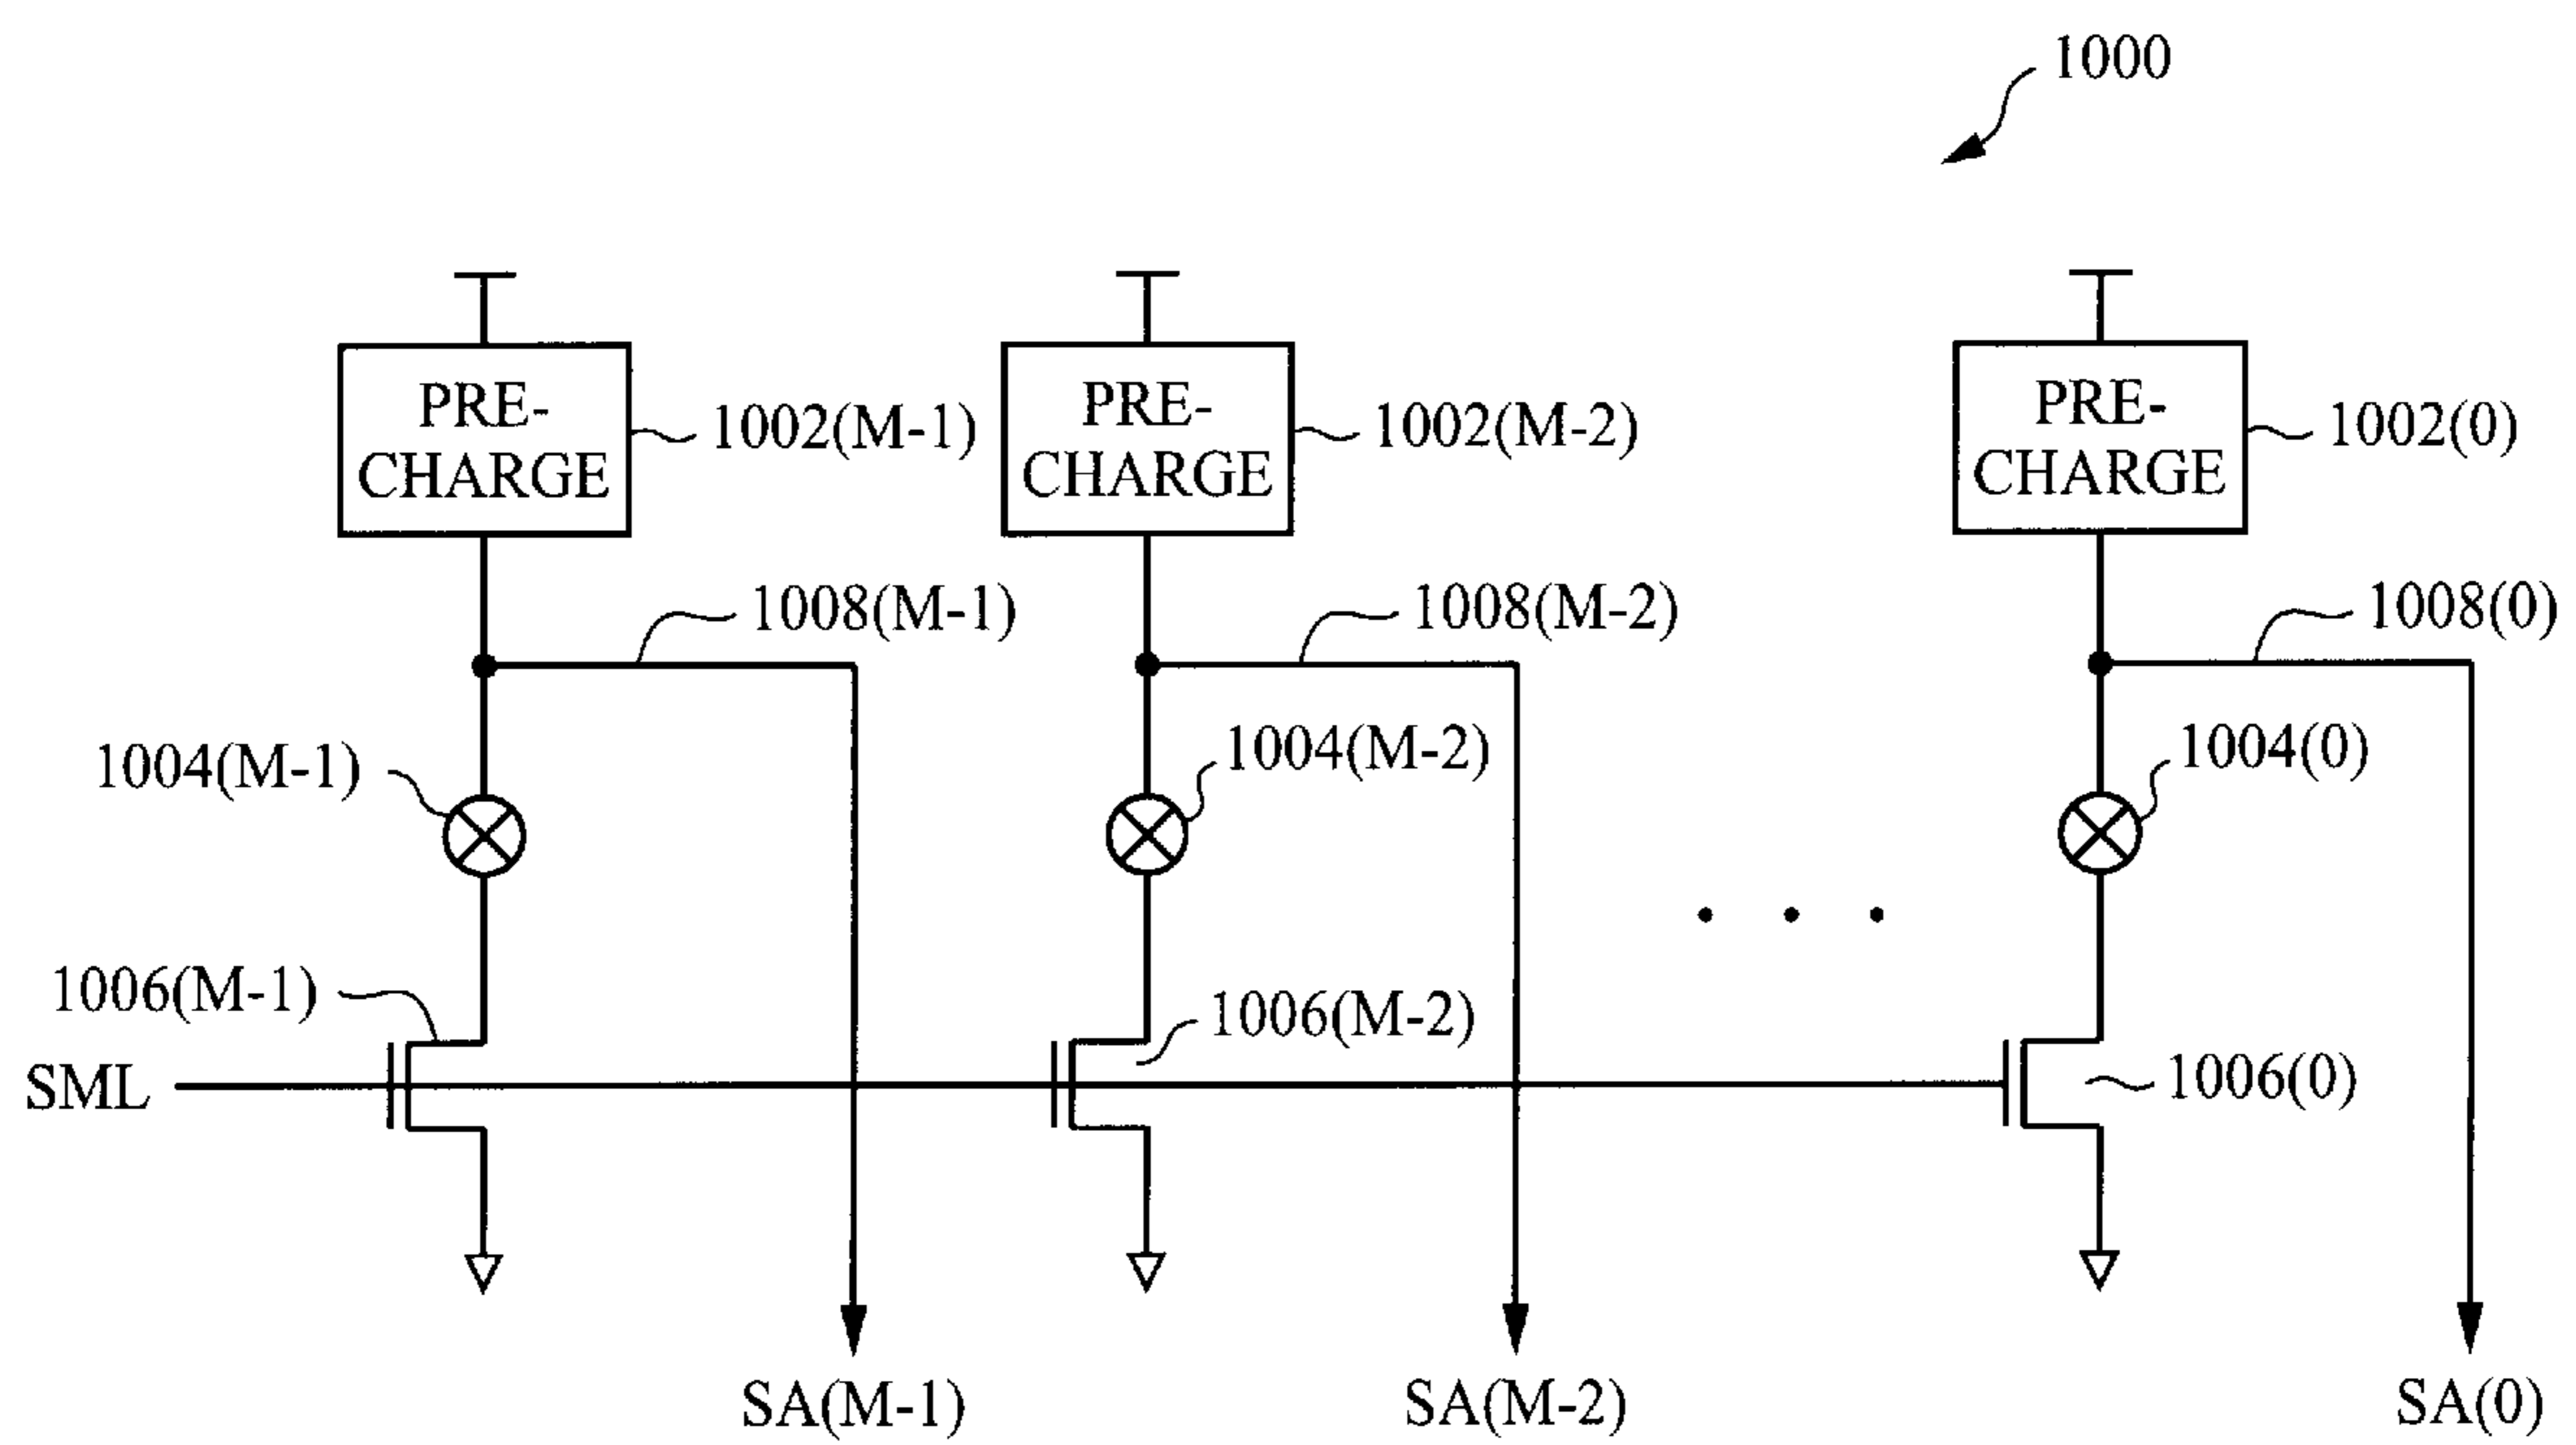 1000
PRE-
CHARGE
1002(M-1)
PRE-
CHARGE
1002(M-2)
PRE-
CHARGE
1002(0)
1008(M-1)
1008(M-2)
1008(0)
1004(M-1)
1004(M-2)
1004(0)
1006(M-1)
1006(M-2)
1006(0)
SML
SA(M-1)
SA(M-2)
SA(0)